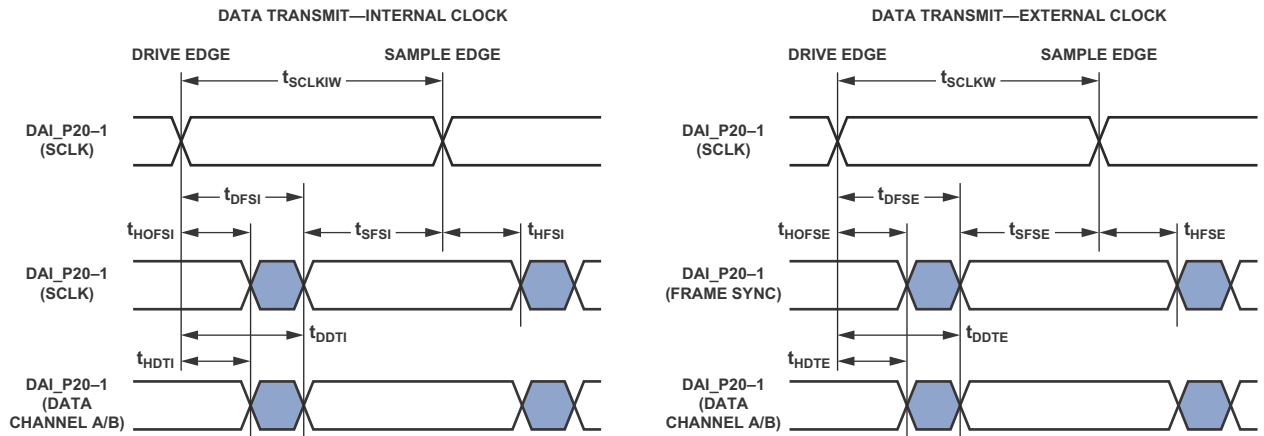 DATA TRANSMIT—INTERNAL CLOCK
DRIVE EDGE
SAMPLE EDGE
tSCLKIW
DAI_P20–1
(SCLK)
tDFSI
tHOFSI
tSFSI
tHFSI
DAI_P20–1
(SCLK)
tDDTI
tHDTI
DAI_P20–1
(DATA
CHANNEL A/B)
DATA TRANSMIT—EXTERNAL CLOCK
DRIVE EDGE
SAMPLE EDGE
tSCLKW
DAI_P20–1
(SCLK)
tDFSE
tHOFSE
tSFSE
tHFSE
DAI_P20–1
(FRAME SYNC)
tDDTE
tHDTE
DAI_P20–1
(DATA
CHANNEL A/B)